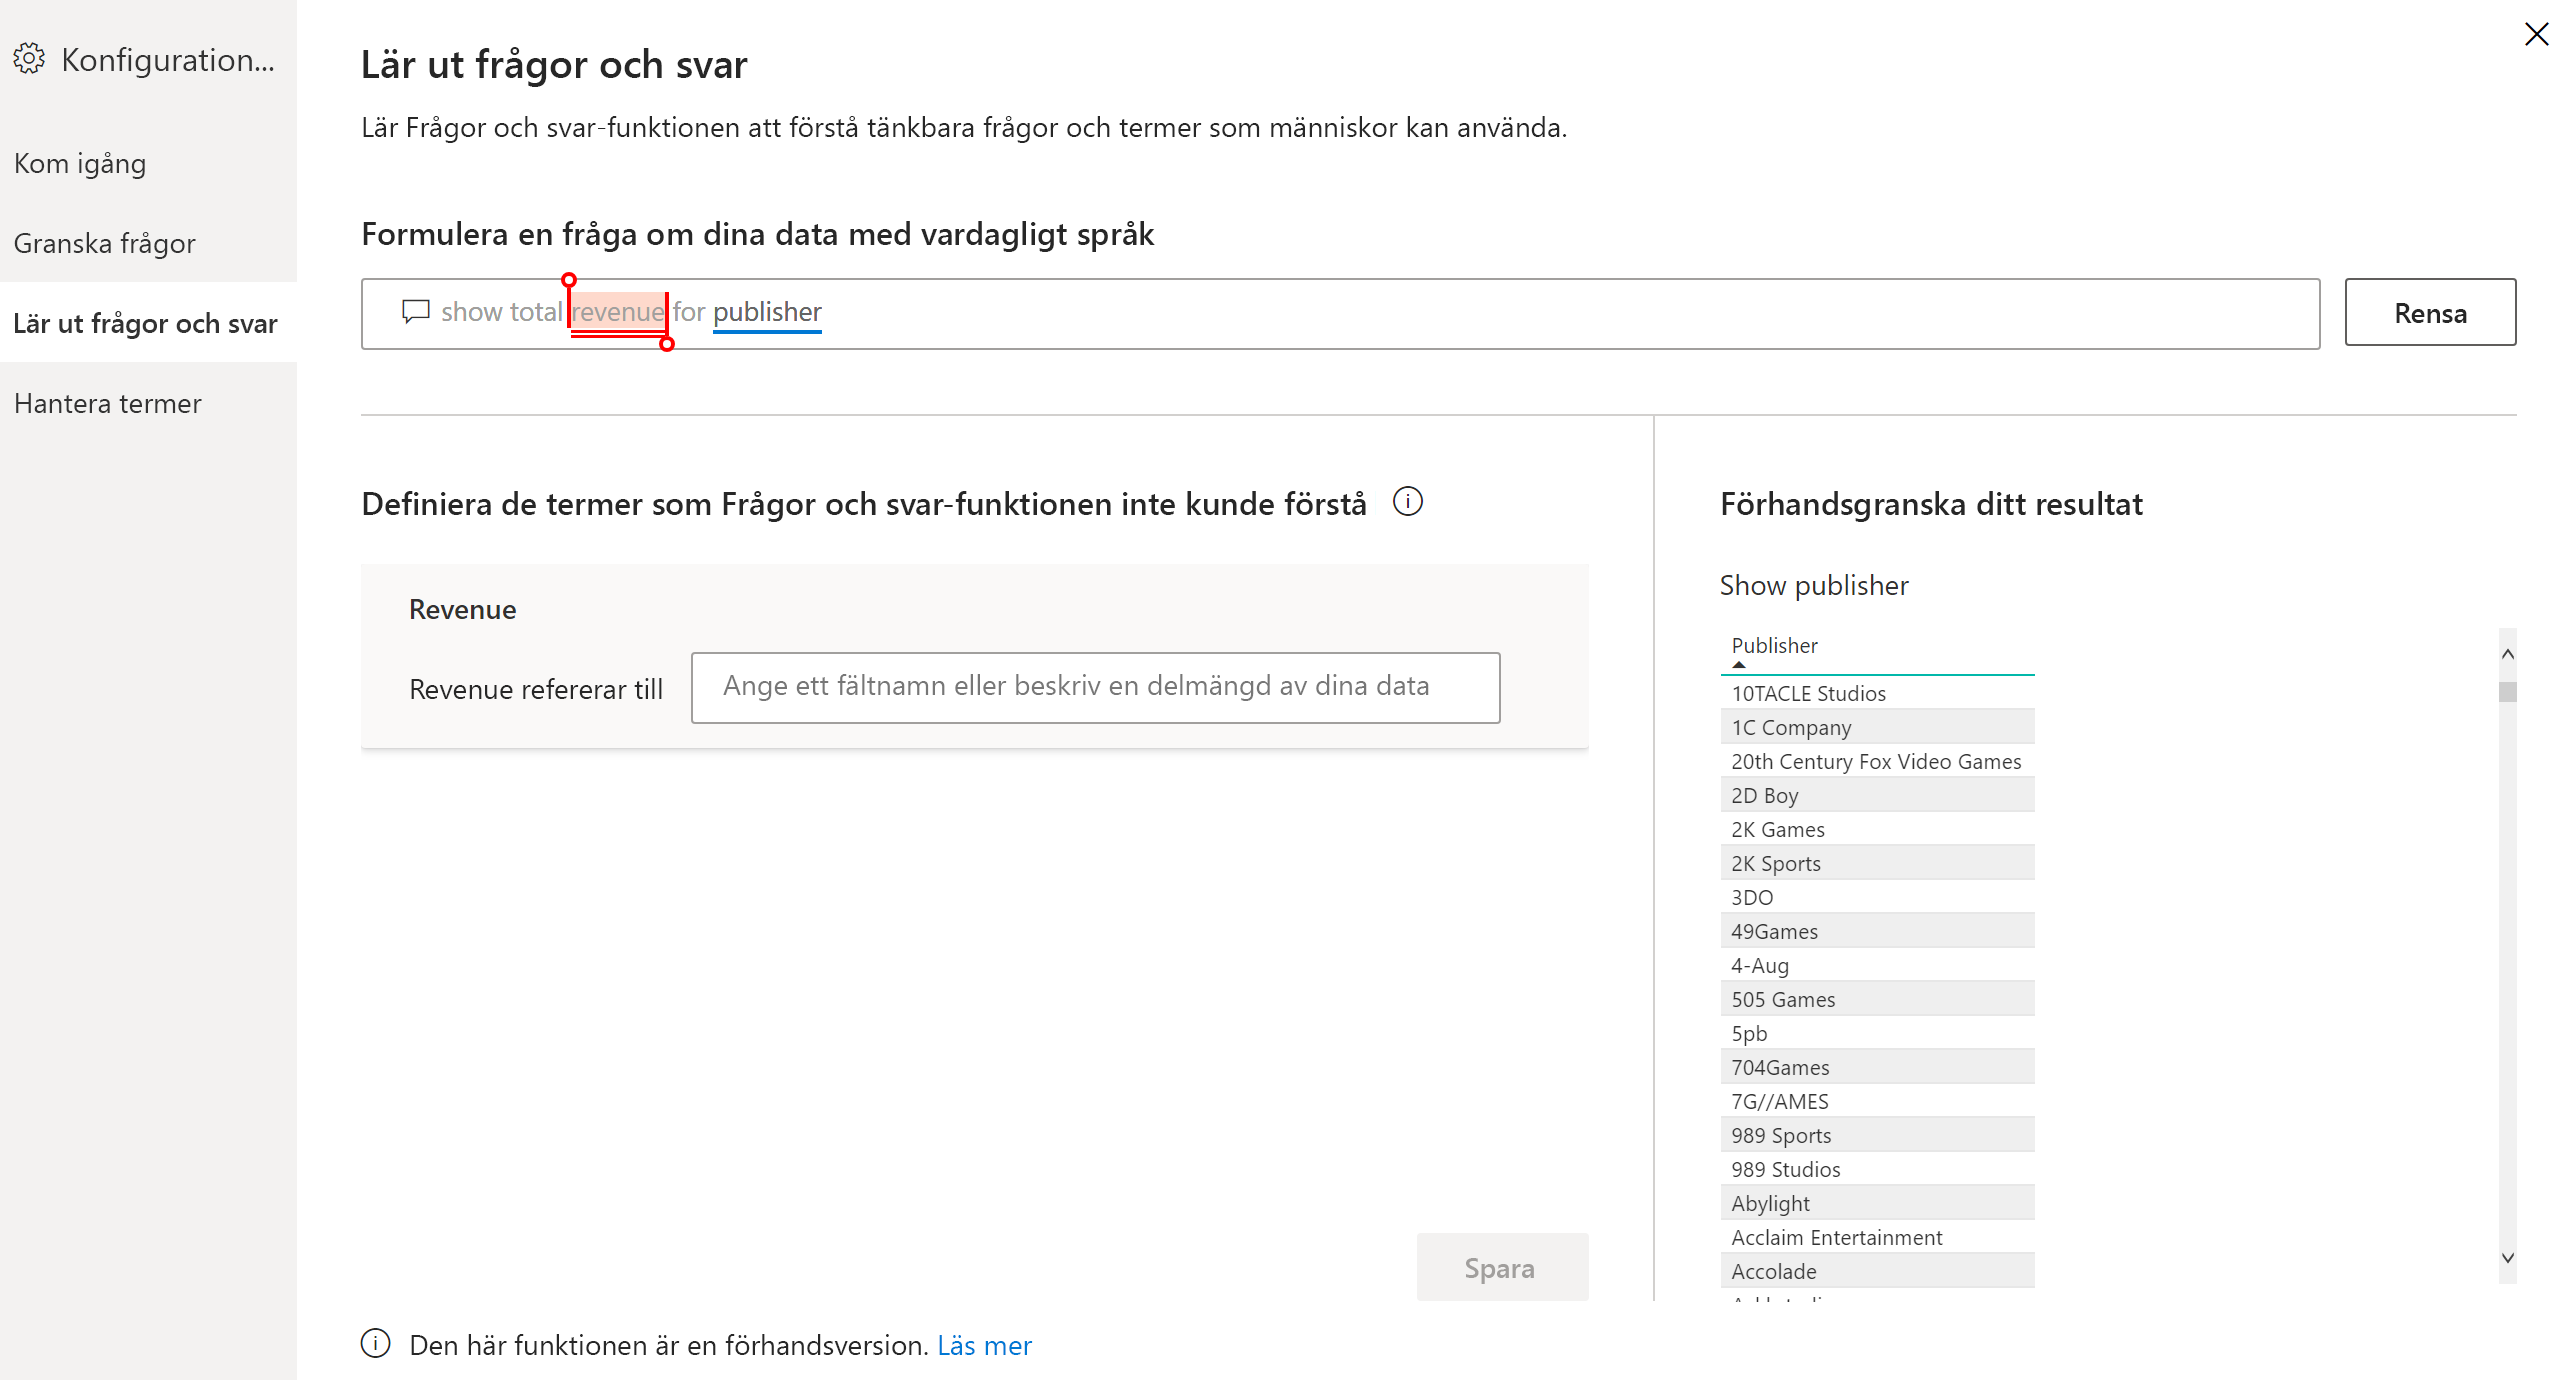 Konfiguration...
Kom igång
Granska frågor
Lär ut frågor och svar
Hantera termer
Lär ut frågor och svar
Lär Frågor och svar-funktionen att förstå tänkbara frågor och termer som människor kan använda.
Formulera en fråga om dina data med vardagligt språk
show total revenue for publisher
Rensa
Definiera de termer som Frågor och svar-funktionen inte kunde förstå
Revenue
Revenue refererar till
Ange ett fältnamn eller beskriv en delmängd av dina data
Spara
Den här funktionen är en förhandsversion. Läs mer
Förhandsgranska ditt resultat
Show publisher
Publisher
10TACLE Studios
1C Company
20th Century Fox Video Games
2D Boy
2K Games
2K Sports
3DO
49Games
4-Aug
505 Games
5pb
704Games
7G//AMES
989 Sports
989 Studios
Abylight
Acclaim Entertainment
Accolade